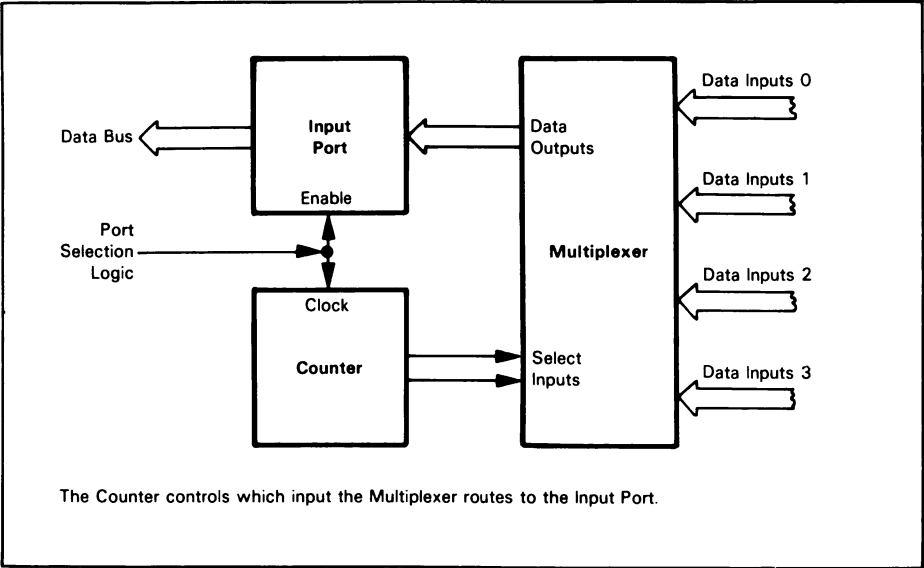 Data Bus
Input
Port
Enable
Port
Selection
Logic
Clock
Counter
Data
Outputs
Multiplexer
Select
Inputs
Data Inputs 0
Data Inputs 1
Data Inputs 2
Data Inputs 3
The Counter controls which input the Multiplexer routes to the Input Port.